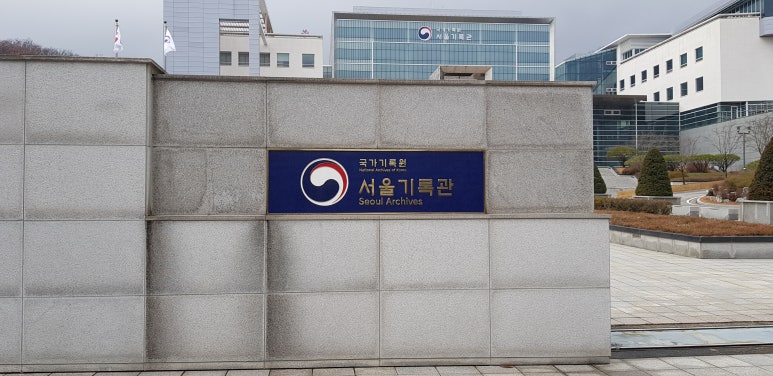 국가기록원
서울기록관
국가기록원
National Archives of Korea
서울기록관
Seoul Archives